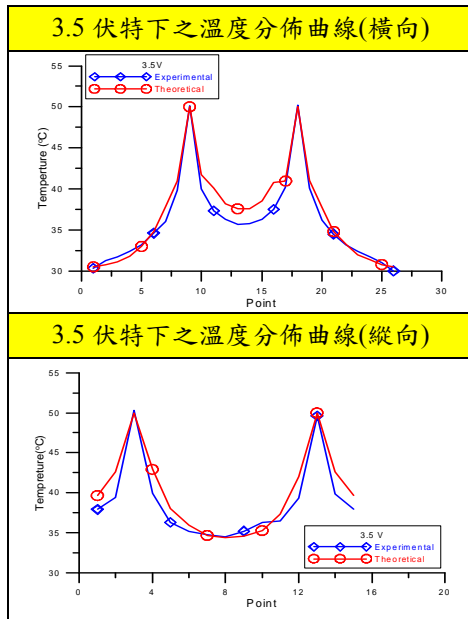 3.5 伏特下之溫度分佈曲線(橫向)
3.5V
Experimental
Theoretical
55
50
45
40
35
30
Temperture (°C)
0 5 10 15 20 25 30
Point
3.5 伏特下之溫度分佈曲線(縱向)
55
50
45
40
35
30
Tempreture(°C)
3.5 V
Experimental
Theoretical
0 4 8 12 16 20
Point